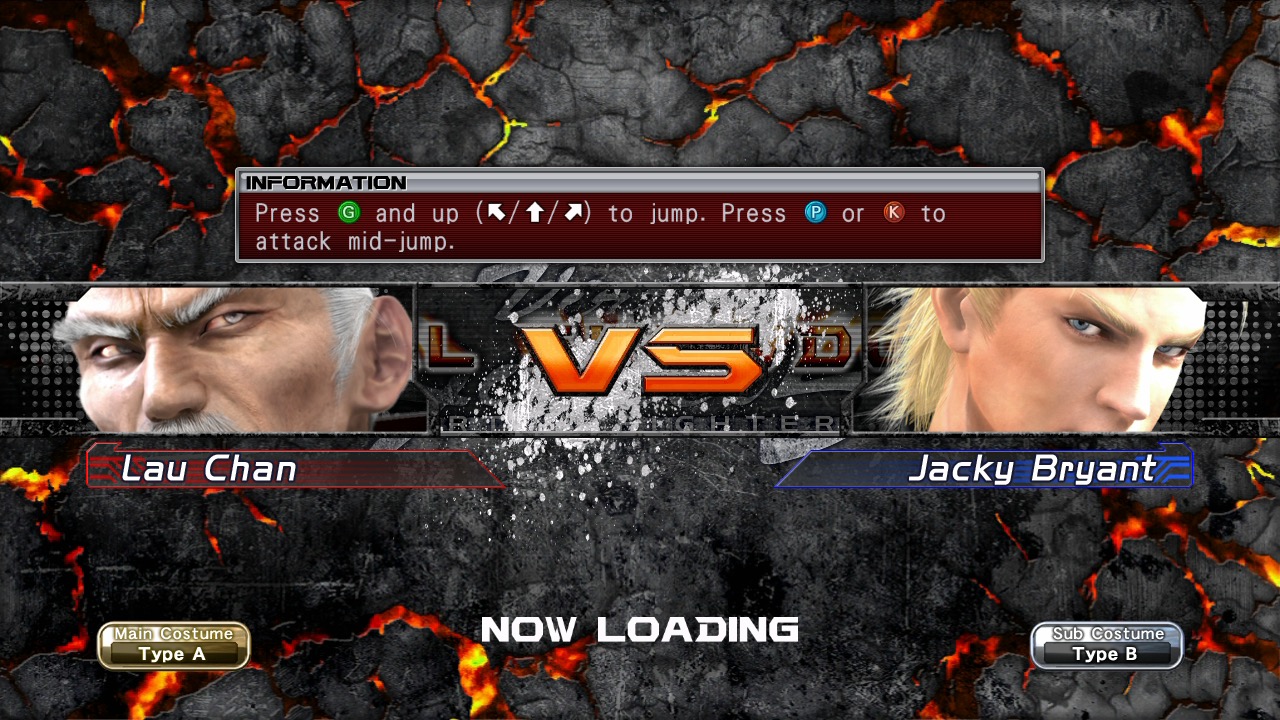 INFORMATION
Press G and up (↖/⬆/↗) to jump. Press P or K to
attack mid-jump.
VS
Lau Chan
Jacky Bryant
NOW LOADING
Main Costume
Type A
Sub Costume
Type B